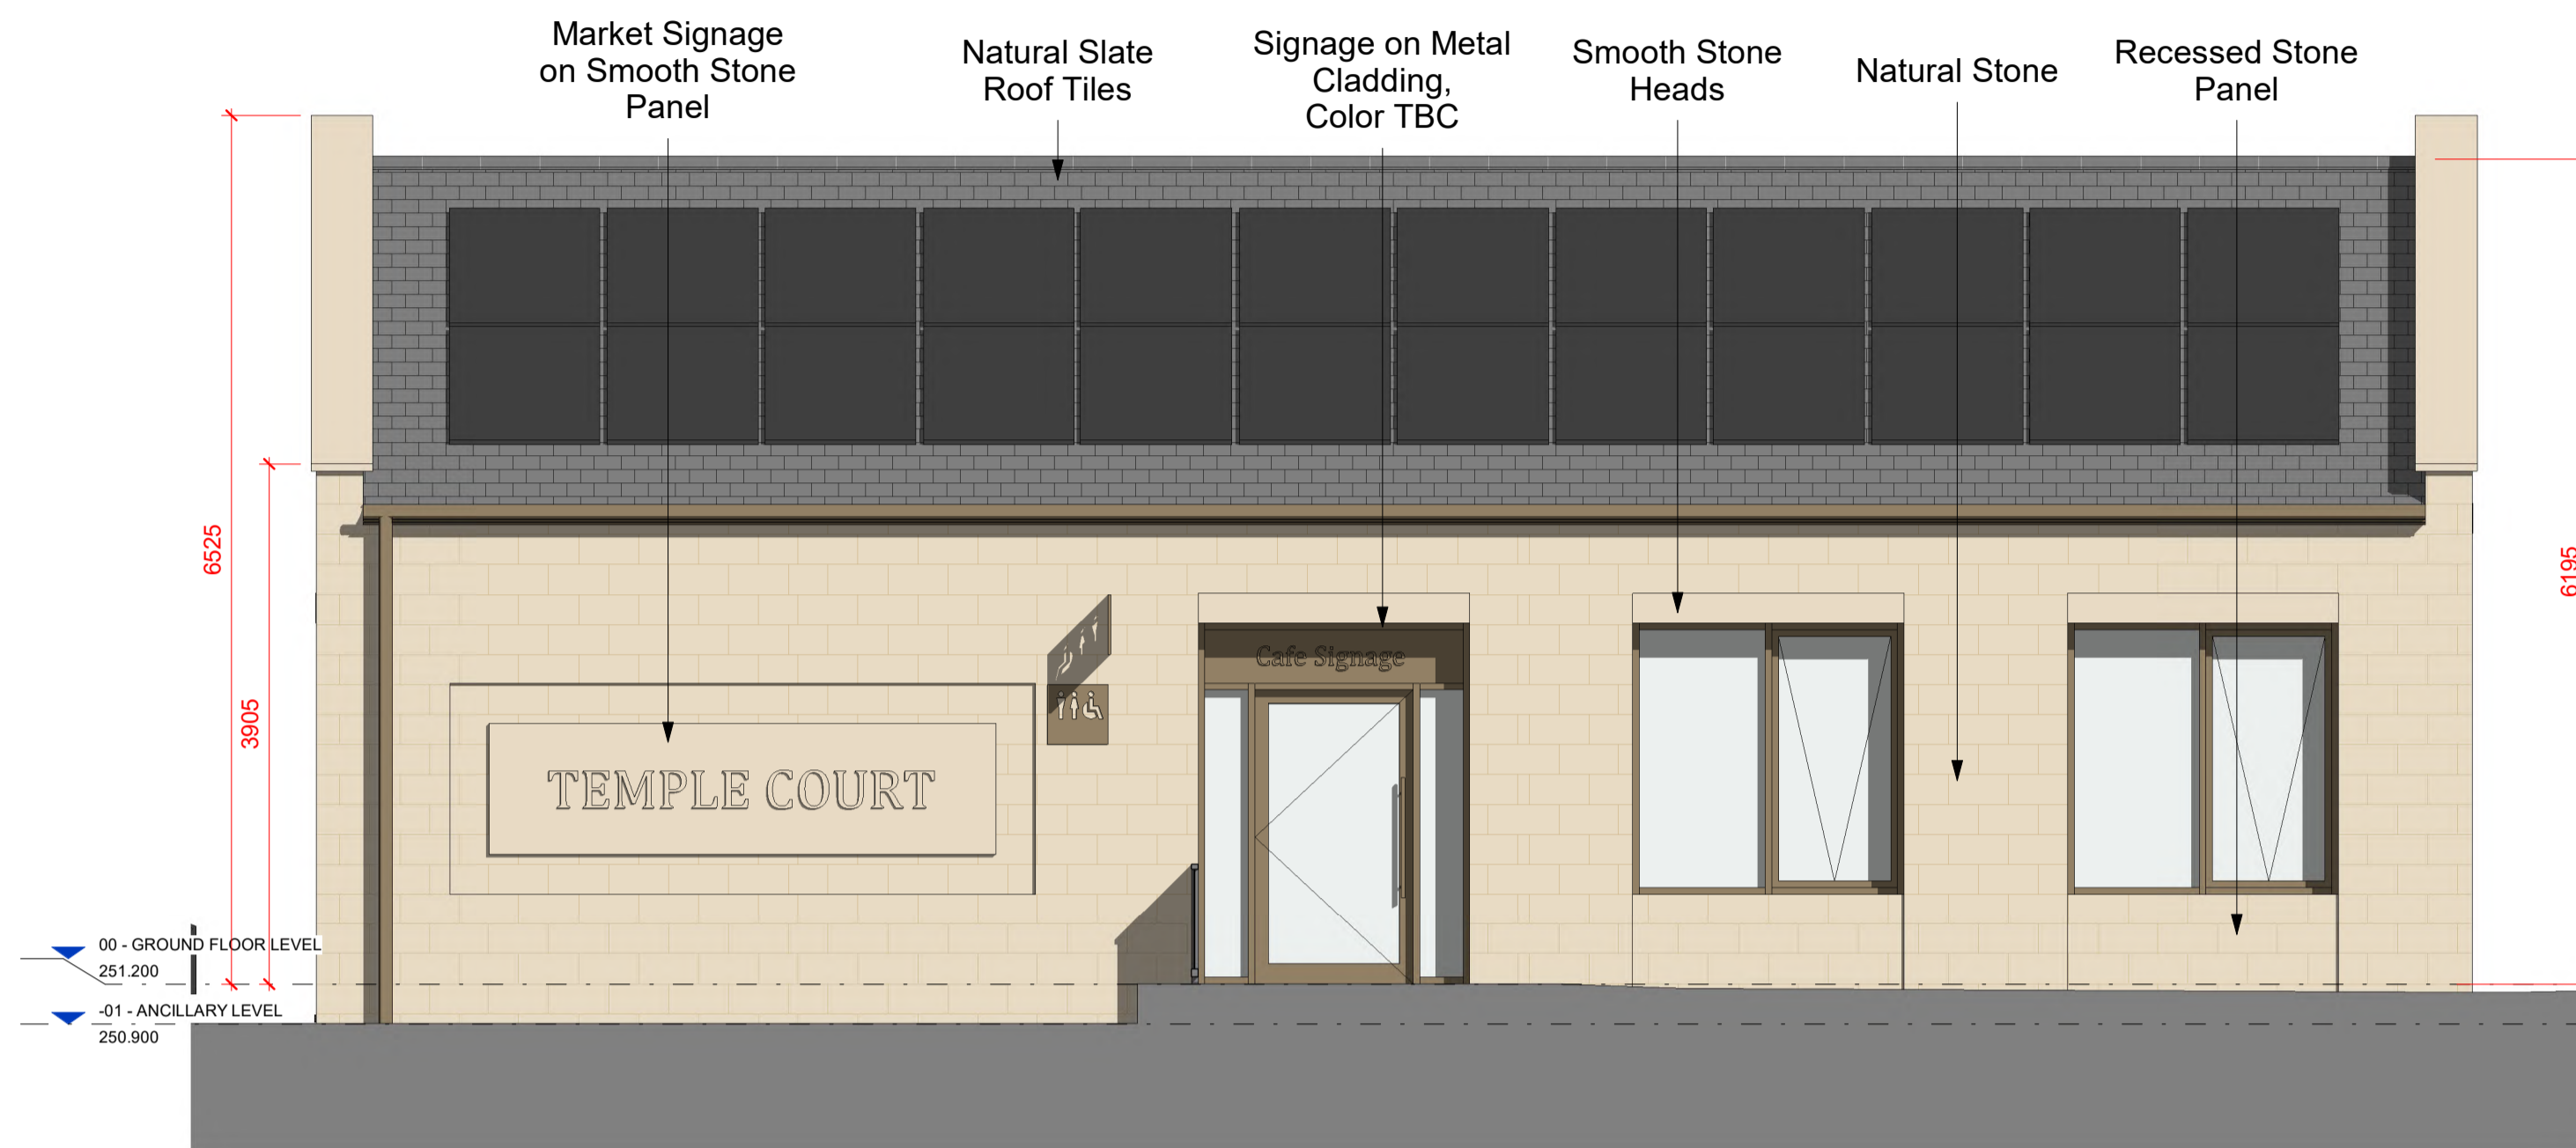 Market Signage
on Smooth Stone
Panel
Natural Slate
Roof Tiles
Signage on Metal
Cladding,
Color TBC
Smooth Stone
Heads
Natural Stone
Recessed Stone
Panel
6525
3905
6195
Cafe Signage
TEMPLE COURT
00 - GROUND FLOOR LEVEL
251.200
-01 - ANCILLARY LEVEL
250.900